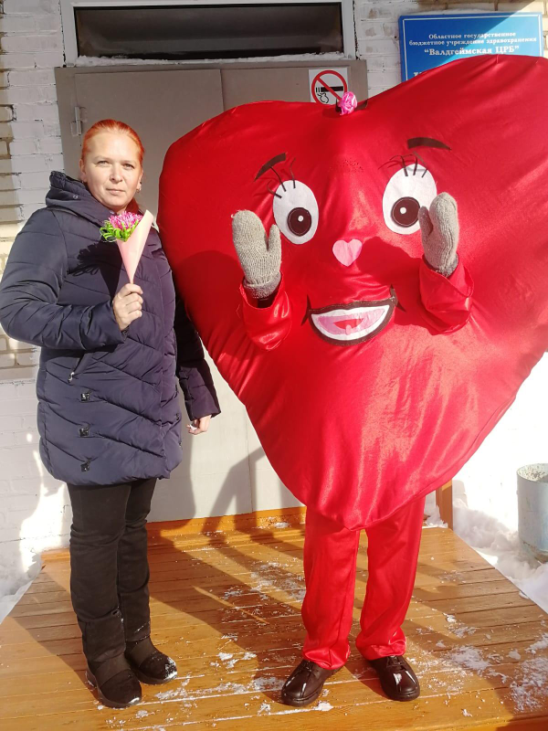 Областное государственное
бюджетное учреждение здравоохранения
"Валдгеймская ЦРБ"